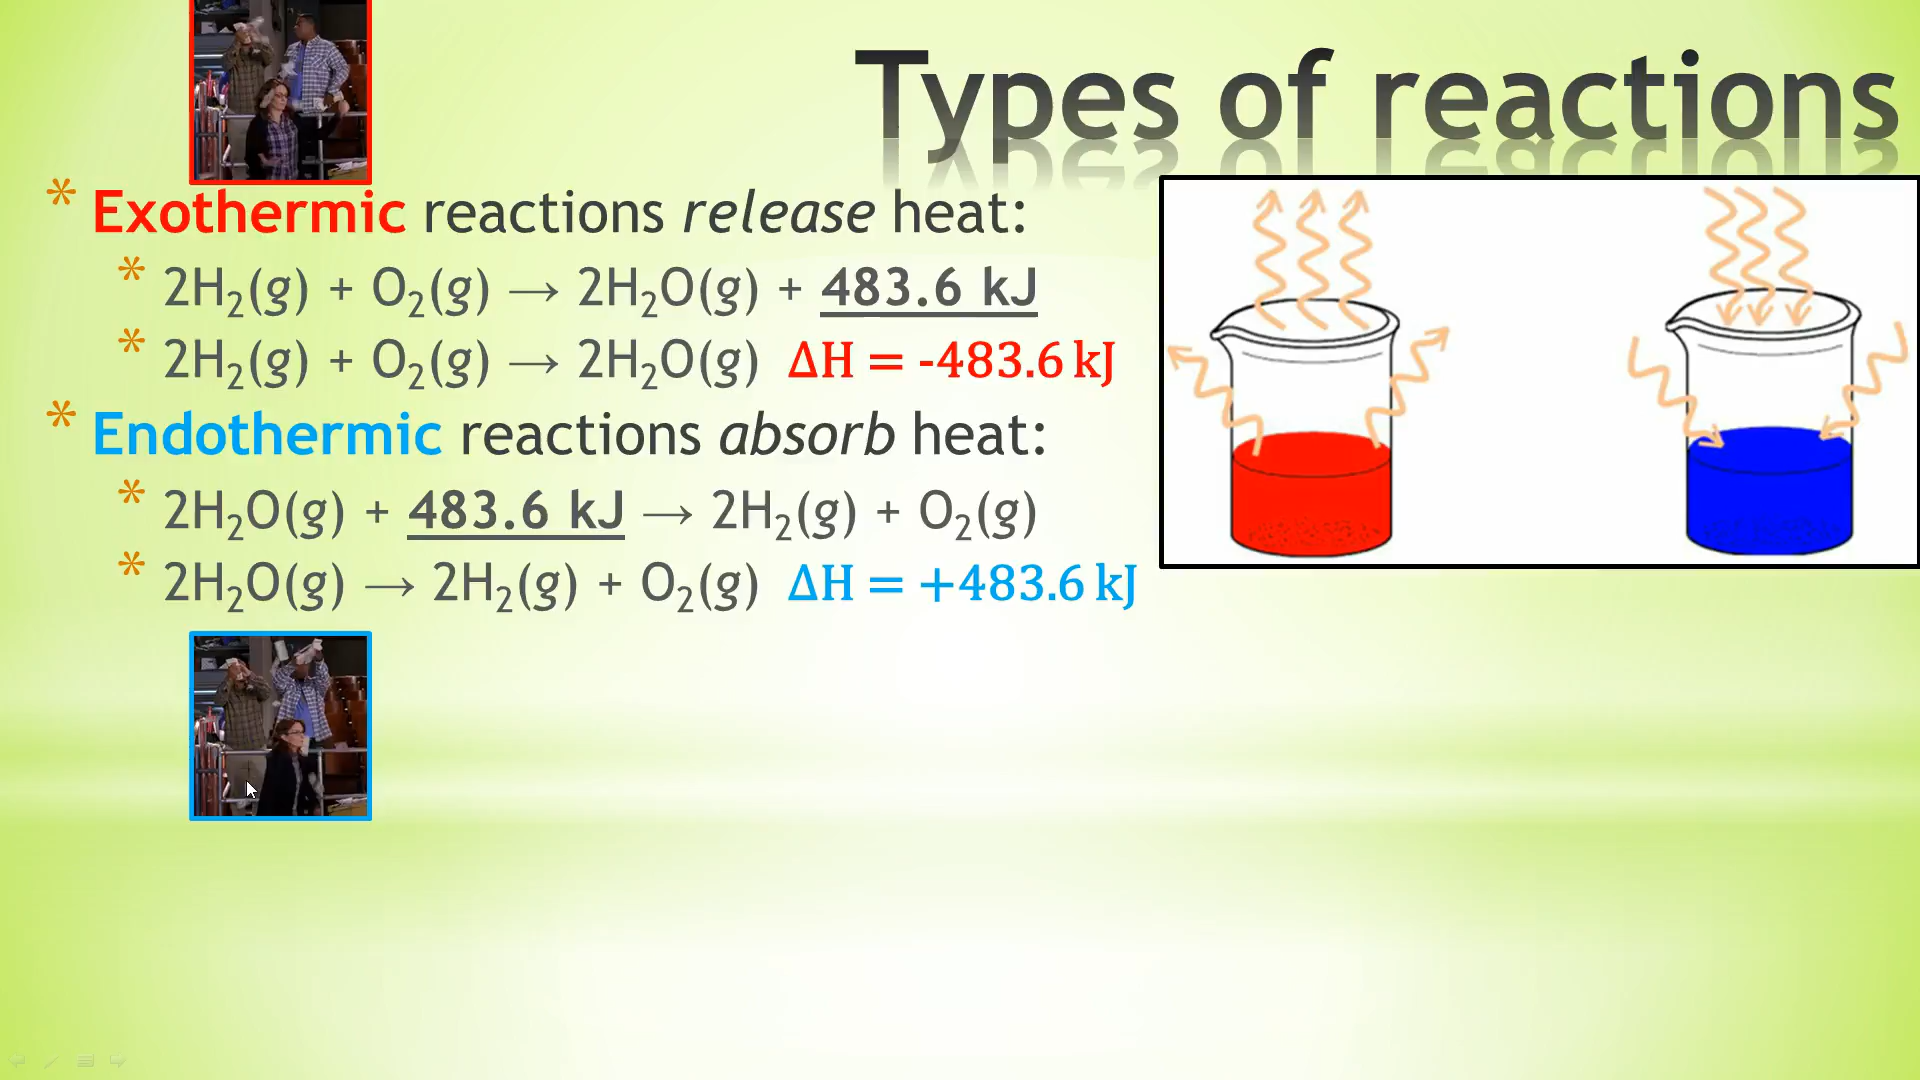 Types of reactions
* Exothermic reactions release heat:
* 2H₂(g) + O₂(g) → 2H₂O(g) + 483.6 kJ
* 2H₂(g) + O₂(g) → 2H₂O(g) ΔH = -483.6 kJ
* Endothermic reactions absorb heat:
* 2H₂O(g) + 483.6 kJ → 2H₂(g) + O₂(g)
* 2H₂O(g) → 2H₂(g) + O₂(g) ΔH = +483.6 kJ